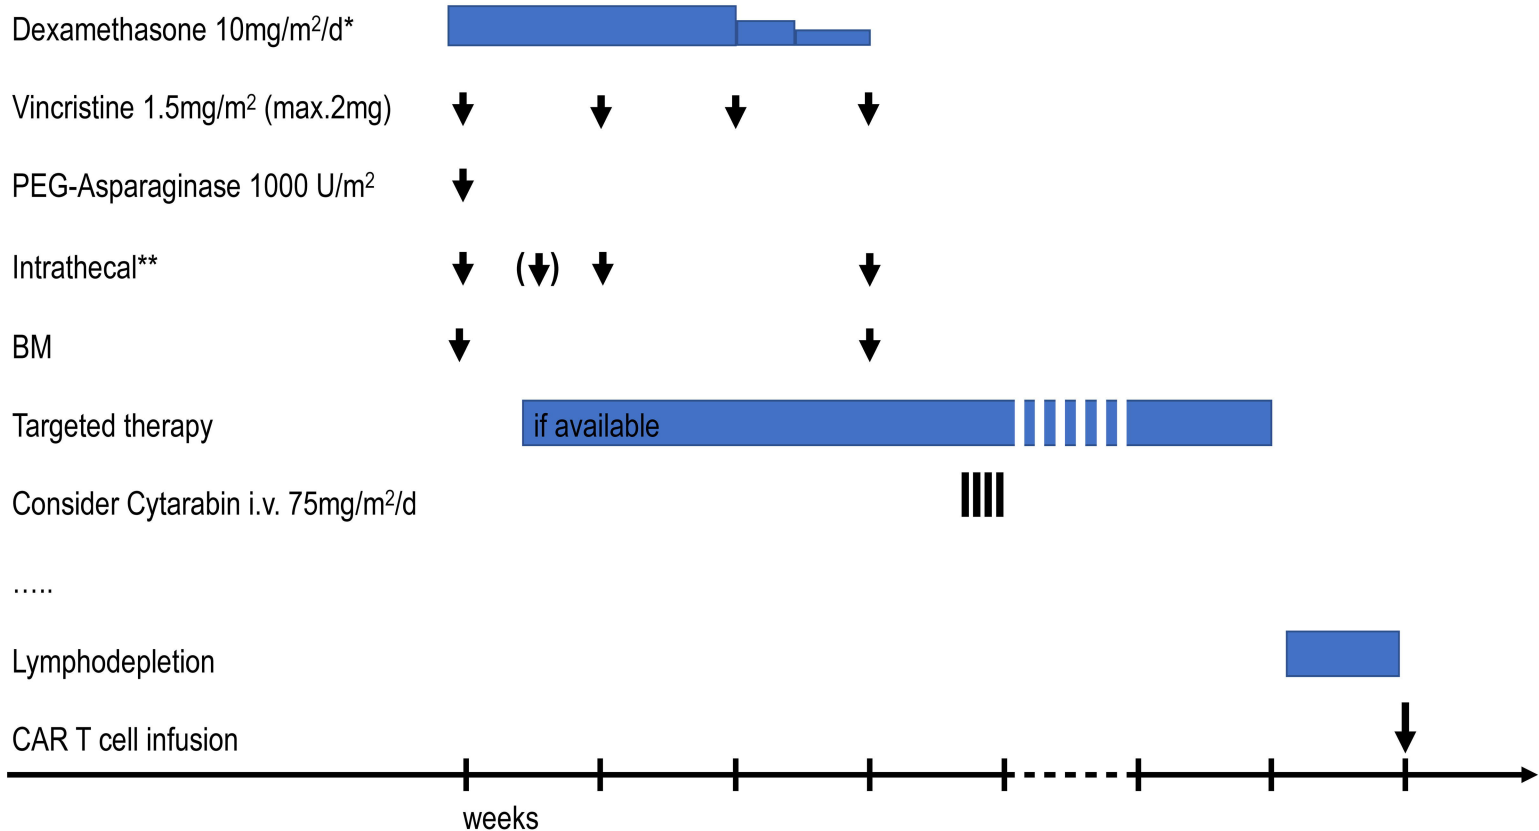 Dexamethasone 10mg/m²/d*
Vincristine 1.5mg/m² (max.2mg)
PEG-Asparaginase 1000 U/m²
Intrathecal**
( )
BM
Targeted therapy
if available
Consider Cytarabin i.v. 75mg/m²/d
.....
Lymphodepletion
CAR T cell infusion
weeks